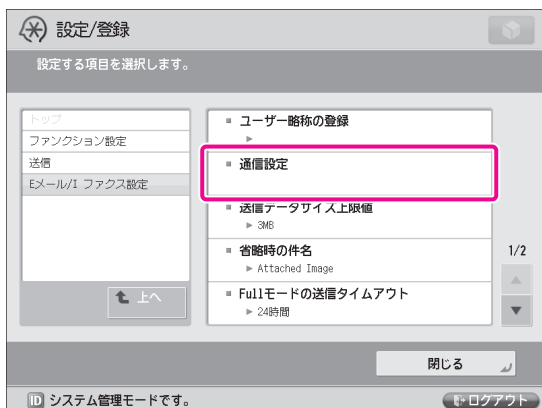 設定/登録
設定する項目を選択します。
トップ
ファンクション設定
送信
Eメール/I ファクス設定
上へ
ユーザー略称の登録
通信設定
送信データサイズ上限値
3MB
省略時の件名
Attached Image
Fullモードの送信タイムアウト
24時間
1/2
閉じる
ID システム管理モードです。
ログアウト